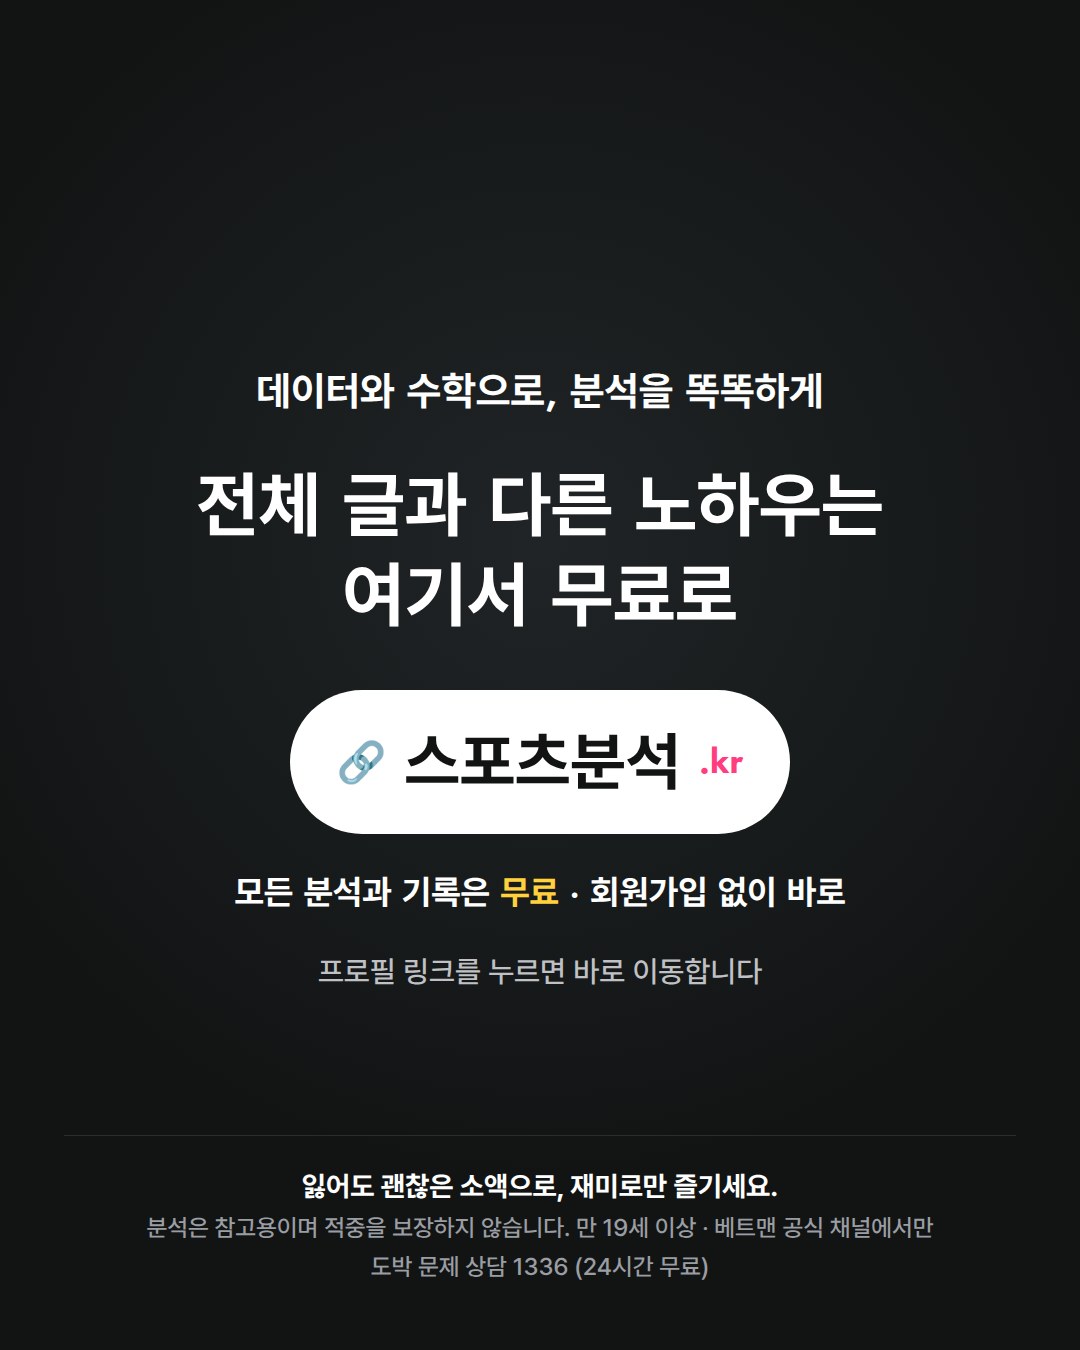 데이터와 수학으로, 분석을 똑똑하게
전체 글과 다른 노하우는
여기서 무료로
스포츠분석 .kr
모든 분석과 기록은 무료 · 회원가입 없이 바로
프로필 링크를 누르면 바로 이동합니다
잃어도 괜찮은 소액으로, 재미로만 즐기세요.
분석은 참고용이며 적중을 보장하지 않습니다. 만 19세 이상 · 베트맨 공식 채널에서만
도박 문제 상담 1336 (24시간 무료)